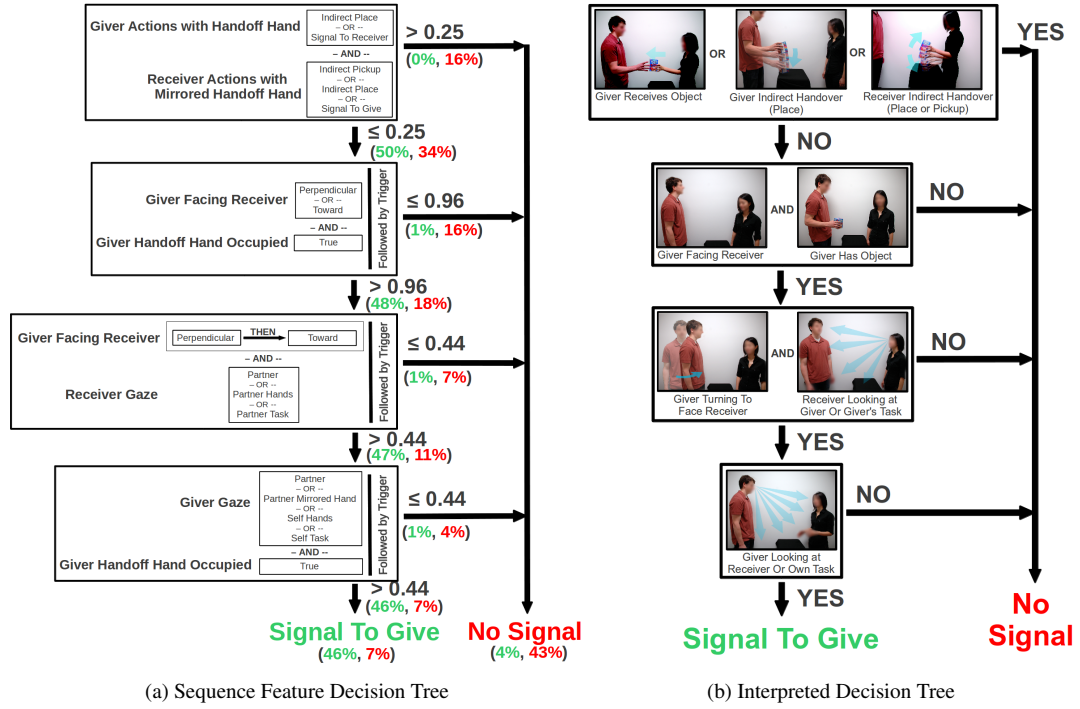 Giver Actions with Handoff Hand
Indirect Place
– OR --
Signal To Receiver
– AND --
Receiver Actions with
Mirrored Handoff Hand
Indirect Pickup
– OR --
Indirect Place
– OR --
Signal To Give
> 0.25
(0%, 16%)
≤ 0.25
(50%, 34%)
Giver Facing Receiver
Perpendicular
– OR --
Toward
– AND --
Giver Handoff Hand Occupied
True
Followed by Trigger
≤ 0.96
(1%, 16%)
> 0.96
(48%, 18%)
Giver Facing Receiver
Perpendicular
THEN
Toward
– AND --
Receiver Gaze
Partner
– OR --
Partner Hands
– OR --
Partner Task
Followed by Trigger
≤ 0.44
(1%, 7%)
> 0.44
(47%, 11%)
Giver Gaze
Partner
– OR --
Partner Mirrored Hand
– OR --
Self Hands
– OR --
Self Task
– AND --
Giver Handoff Hand Occupied
True
Followed by Trigger
≤ 0.44
(1%, 4%)
> 0.44
(46%, 7%)
Signal To Give
(46%, 7%)
No Signal
(4%, 43%)
(a) Sequence Feature Decision Tree
Giver Receives Object
OR
Giver Indirect Handover
(Place)
OR
Receiver Indirect Handover
(Place or Pickup)
YES
NO
Giver Facing Receiver
AND
Giver Has Object
NO
YES
Giver Turning To
Face Receiver
AND
Receiver Looking at
Giver Or Giver's Task
NO
YES
Giver Looking at
Receiver Or Own Task
NO
YES
Signal To Give
No
Signal
(b) Interpreted Decision Tree